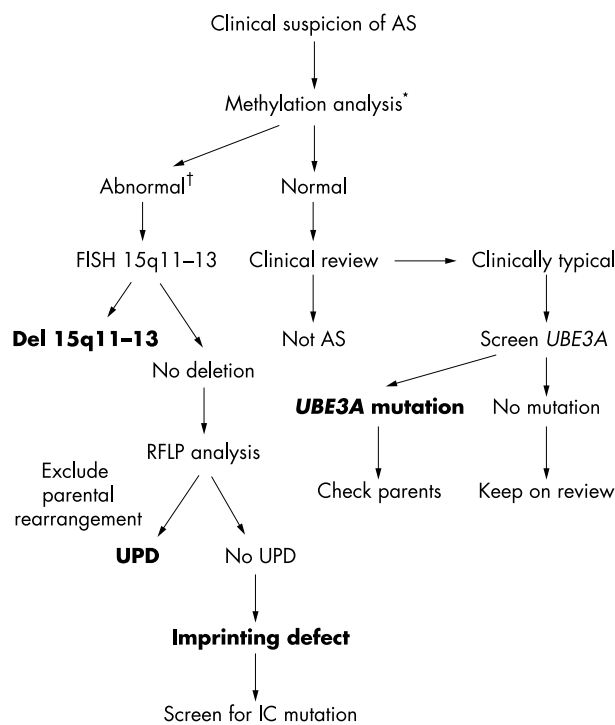 Clinical suspicion of AS
Methylation analysis*
Abnormal†
Normal
FISH 15q11–13
Clinical review
Clinically typical
Del 15q11–13
No deletion
Not AS
Screen UBE3A
UBE3A mutation
No mutation
RFLP analysis
Exclude
parental
rearrangement
Check parents
Keep on review
UPD
No UPD
Imprinting defect
Screen for IC mutation